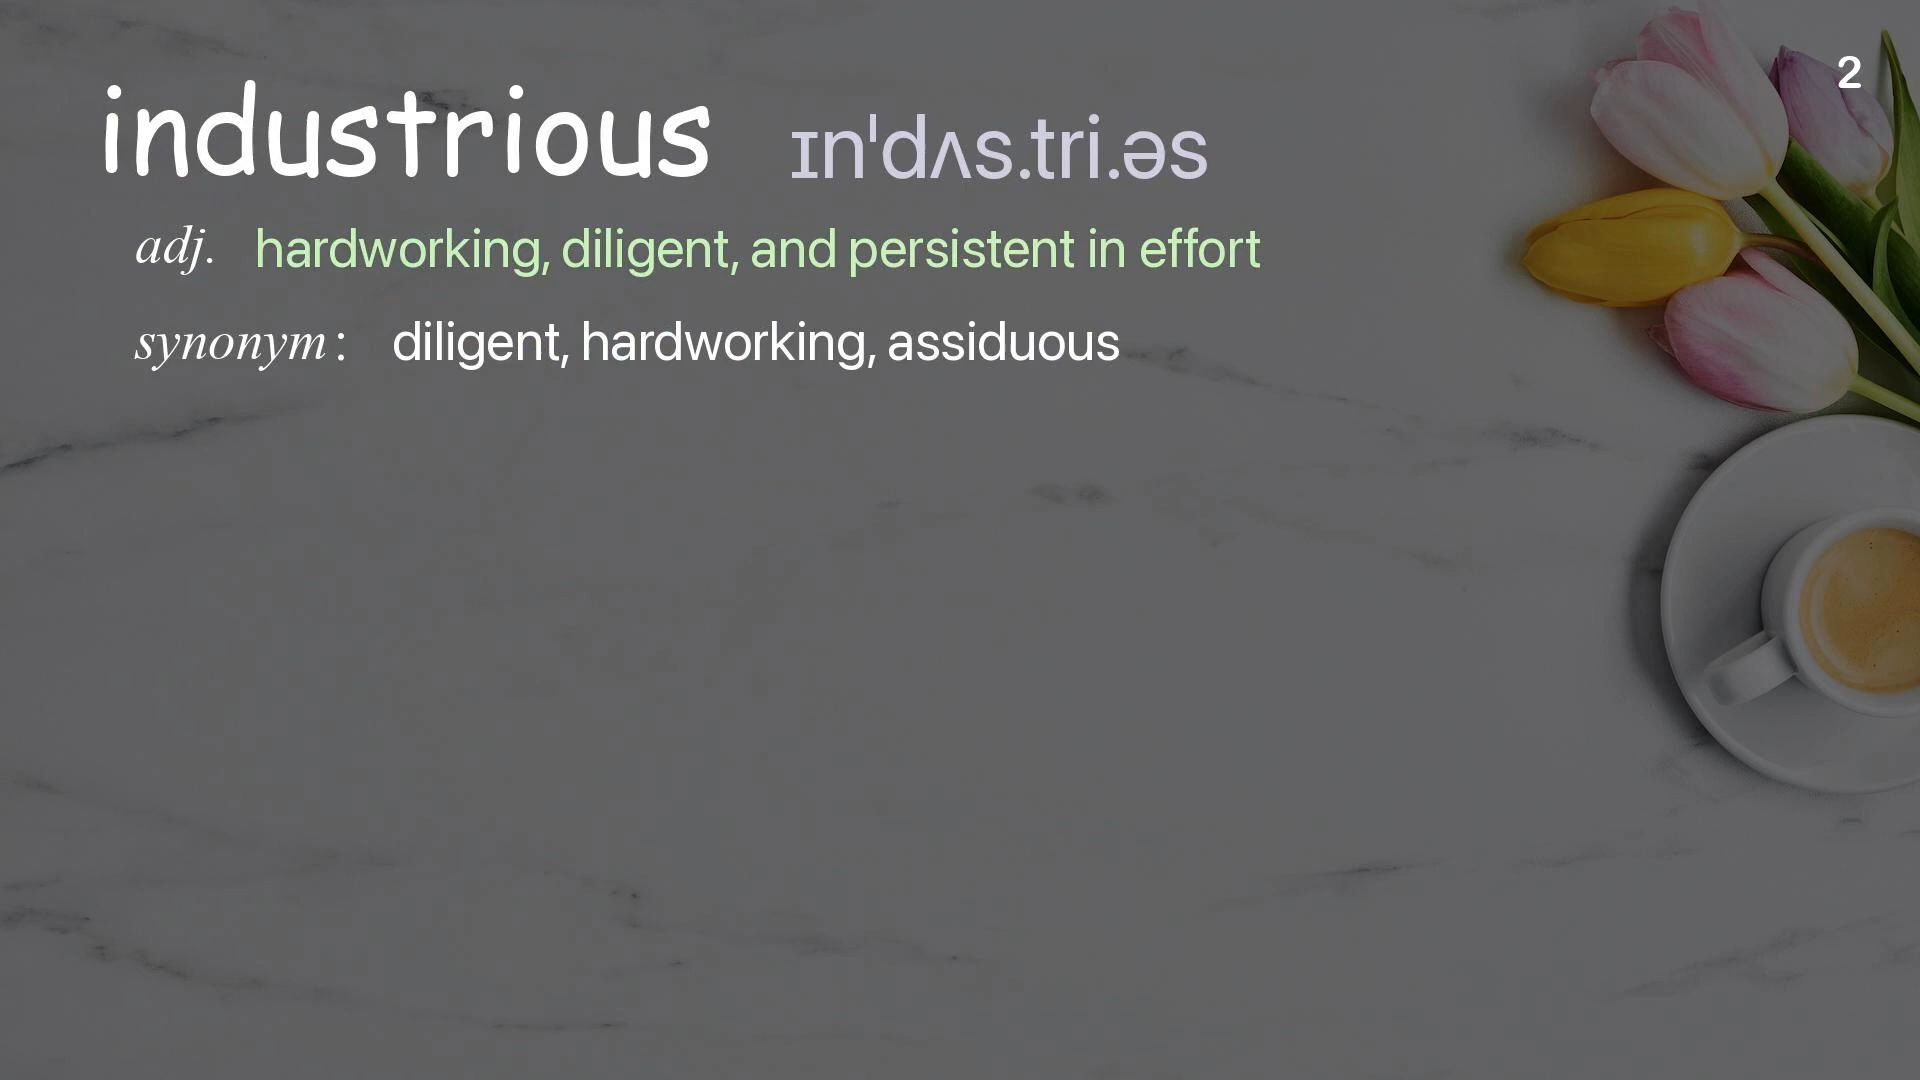 2
industrious ɪnˈdʌs.tri.əs
adj. hardworking, diligent, and persistent in effort
synonym : diligent, hardworking, assiduous